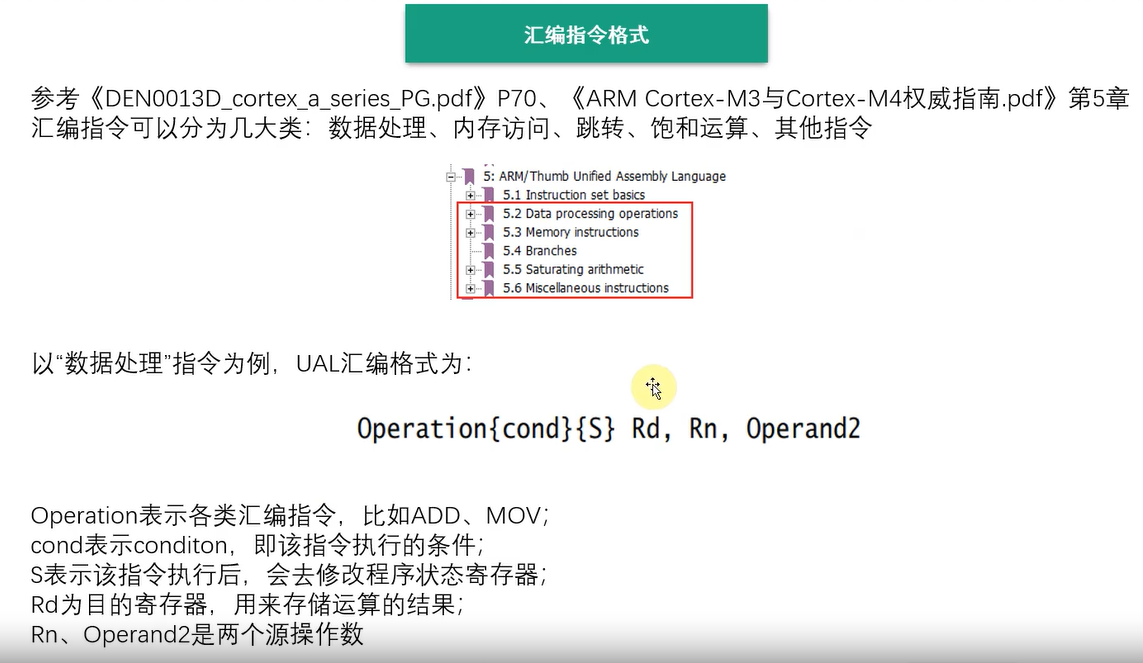 汇编指令格式
参考《DEN0013D_cortex_a_series_PG.pdf》P70、《ARM Cortex-M3与Cortex-M4权威指南.pdf》第5章
汇编指令可以分为几大类：数据处理、内存访问、跳转、饱和运算、其他指令
5: ARM/Thumb Unified Assembly Language
5.1 Instruction set basics
5.2 Data processing operations
5.3 Memory instructions
5.4 Branches
5.5 Saturating arithmetic
5.6 Miscellaneous instructions
以“数据处理”指令为例，UAL汇编格式为：
Operation{cond}{S} Rd, Rn, Operand2
Operation表示各类汇编指令，比如ADD、MOV；
cond表示conditon，即该指令执行的条件；
S表示该指令执行后，会去修改程序状态寄存器；
Rd为目的寄存器，用来存储运算的结果；
Rn、Operand2是两个源操作数